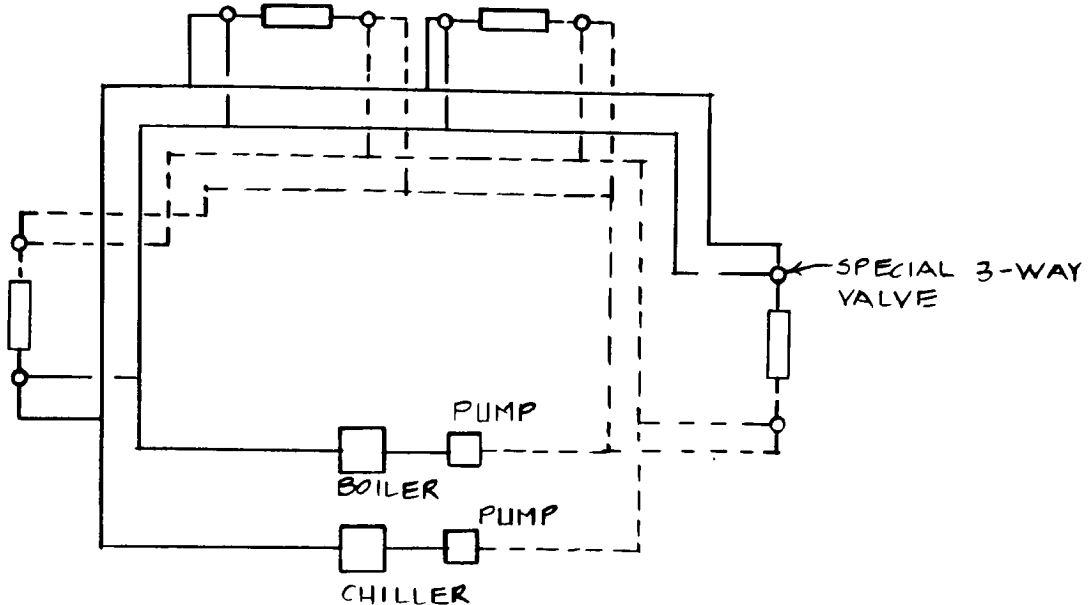 SPECIAL 3-WAY
VALVE
PUMP
BOILER
PUMP
CHILLER